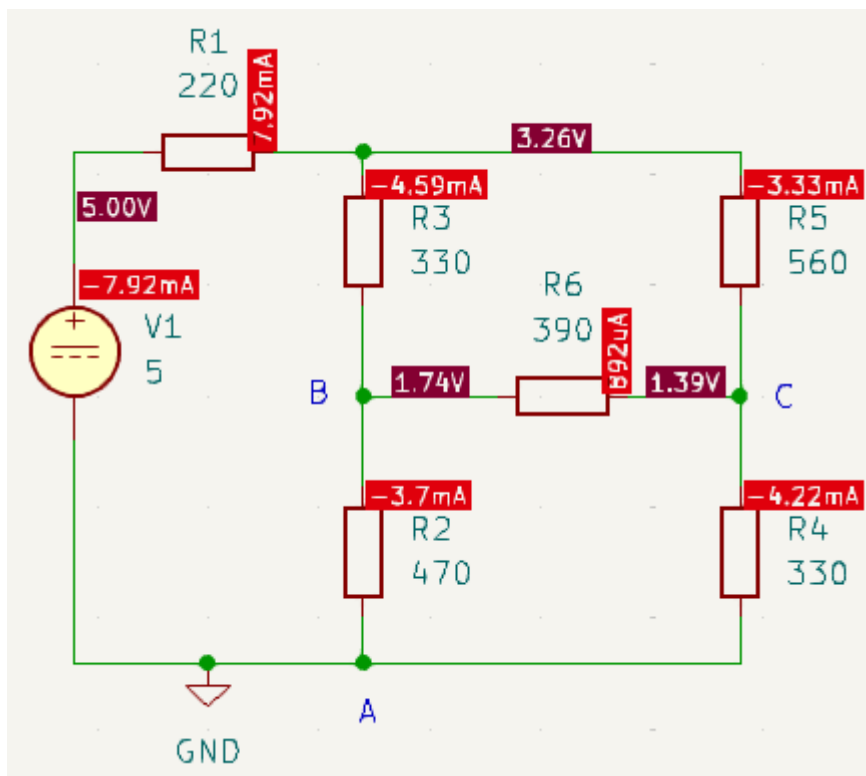 R1
220
7.92mA
3.26V
5.00V
-4.59mA
R3
330
-3.33mA
R5
560
-7.92mA
V1
5
R6
390
892uA
B
1.74V
1.39V
C
-3.7mA
R2
470
-4.22mA
R4
330
A
GND